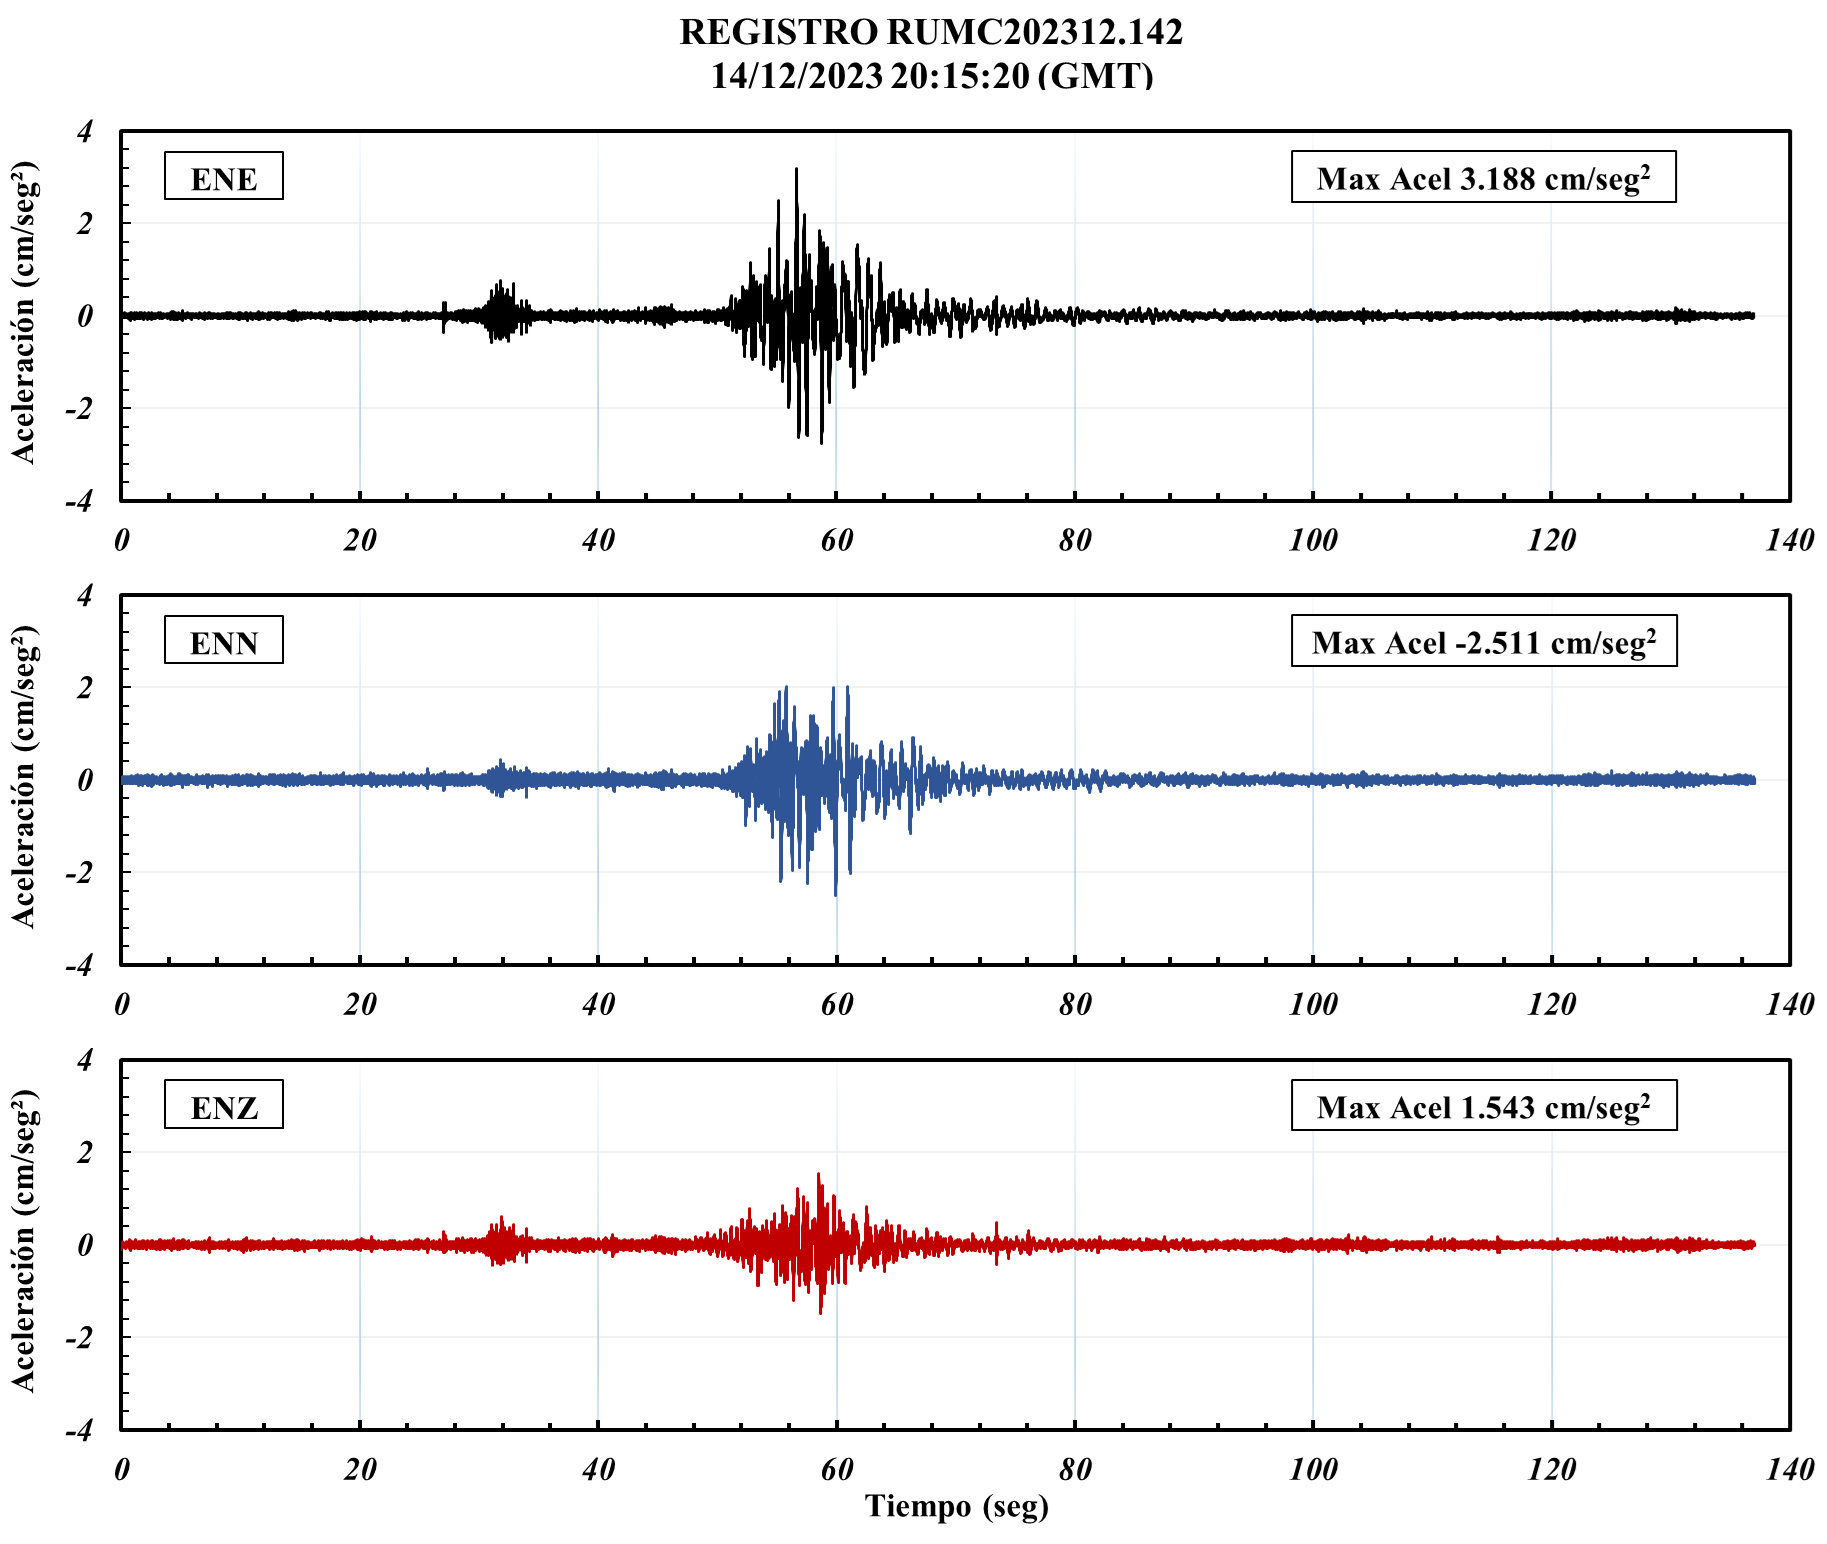 REGISTRO RUMC202312.142
14/12/2023 20:15:20 (GMT)
Aceleración (cm/seg²)
4
2
0
-2
-4
ENE
Max Acel 3.188 cm/seg²
0 20 40 60 80 100 120 140
Aceleración (cm/seg²)
4
2
0
-2
-4
ENN
Max Acel -2.511 cm/seg²
0 20 40 60 80 100 120 140
Aceleración (cm/seg²)
4
2
0
-2
-4
ENZ
Max Acel 1.543 cm/seg²
0 20 40 60 80 100 120 140
Tiempo (seg)